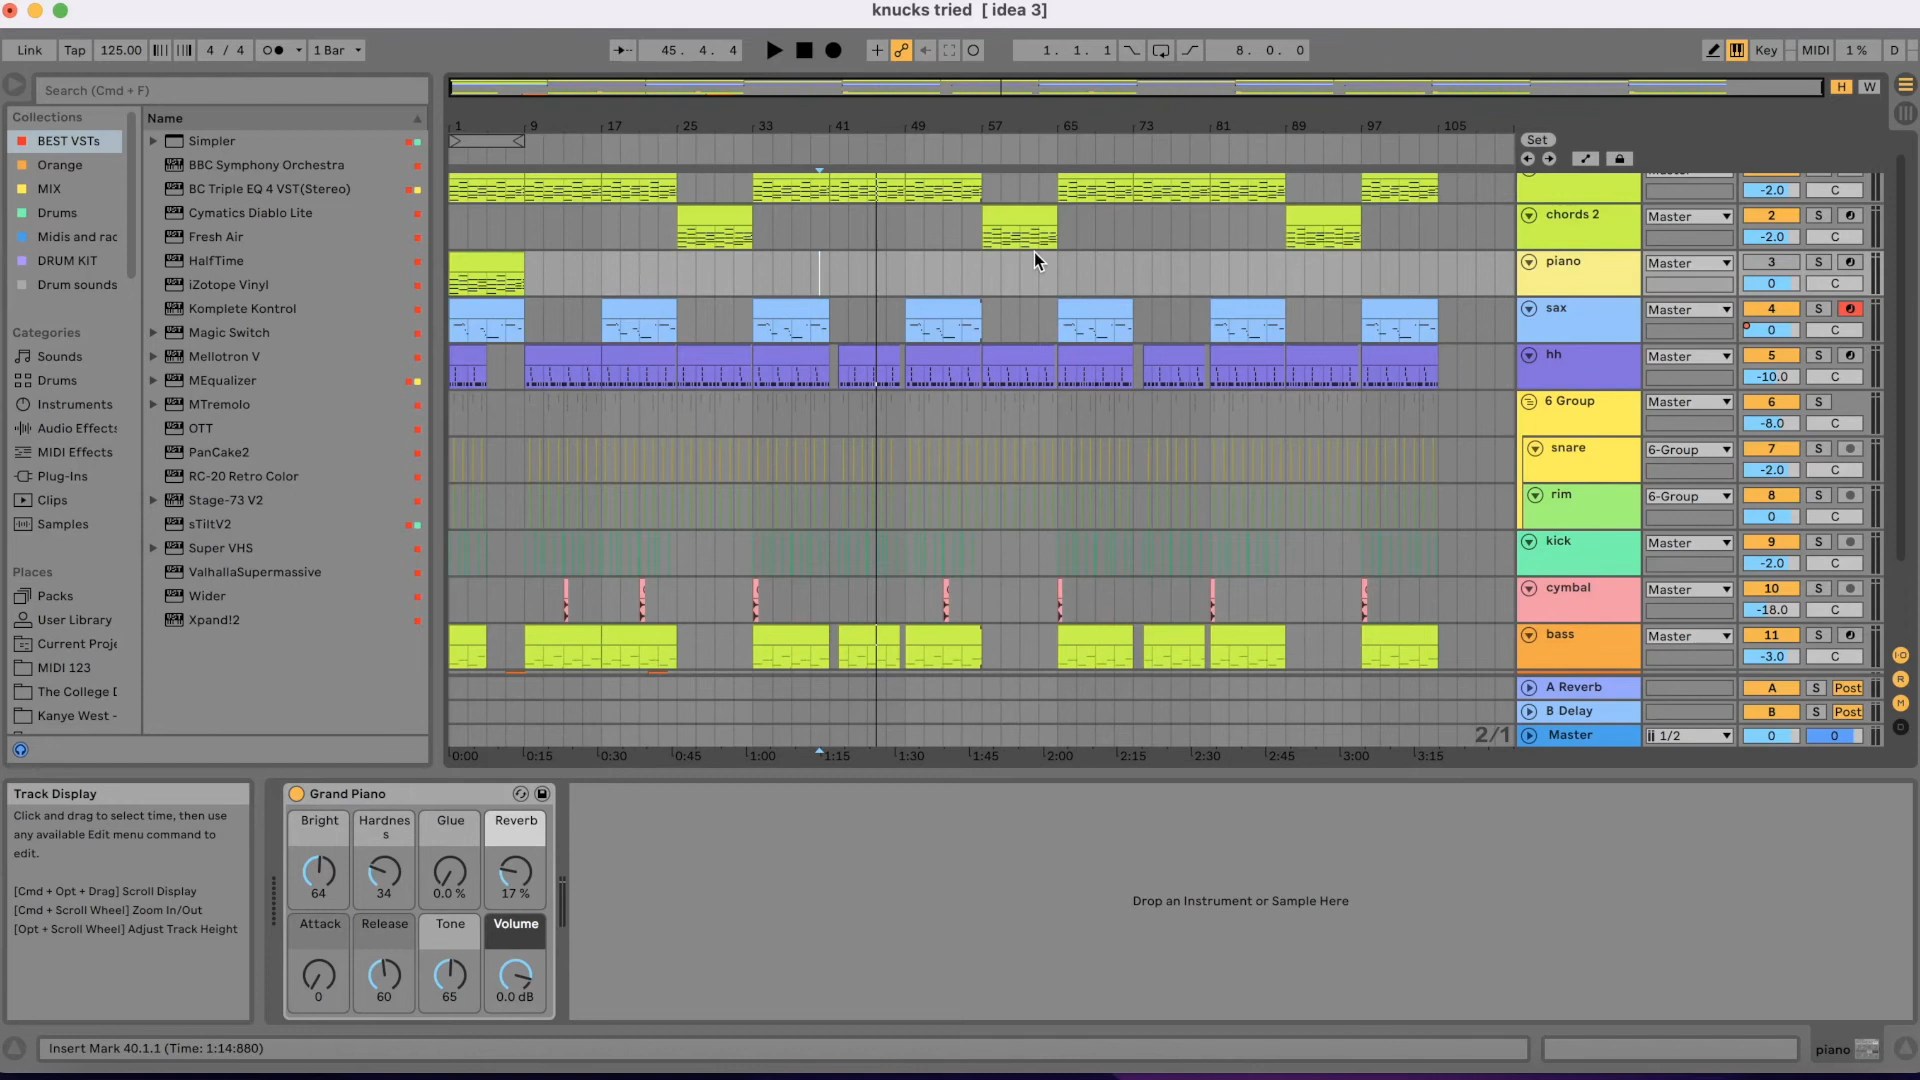 knucks tried [ idea 3]
Link Tap 125.00 4 / 4 1 Bar 45. 4. 4 1. 1. 1 8. 0. 0 Key MIDI 1 % D
Search (Cmd + F)
H W
Collections
BEST VSTs
Orange
MIX
Drums
Midis and rac
DRUM KIT
Drum sounds
Categories
Sounds
Drums
Instruments
Audio Effects
MIDI Effects
Plug-Ins
Clips
Samples
Places
Packs
User Library
Current Proje
MIDI 123
The College D
Kanye West -
Name
Simpler
BBC Symphony Orchestra
BC Triple EQ 4 VST(Stereo)
Cymatics Diablo Lite
Fresh Air
HalfTime
iZotope Vinyl
Komplete Kontrol
Magic Switch
Mellotron V
MEqualizer
MTremolo
OTT
PanCake2
RC-20 Retro Color
Stage-73 V2
sTiltV2
Super VHS
ValhallaSupermassive
Wider
Xpand!2
1 9 17 25 33 41 49 57 65 73 81 89 97 105
Set
-2.0 C
chords 2 Master 2 S
-2.0 C
piano Master 3 S
0 C
sax Master 4 S
0 C
hh Master 5 S
-10.0 C
6 Group Master 6 S
-8.0
snare 6-Group 7 S
-2.0 C
rim 6-Group 8 S
0 C
kick Master 9 S
-2.0 C
cymbal Master 10 S
-18.0 C
bass Master 11 S
-3.0 C
A Reverb A S Post
B Delay B S Post
2/1 Master 1/2 0 0
I·O
R
M
D
0:00 0:15 0:30 0:45 1:00 1:15 1:30 1:45 2:00 2:15 2:30 2:45 3:00 3:15
Track Display
Click and drag to select time, then use
any available Edit menu command to
edit.
[Cmd + Opt + Drag] Scroll Display
[Cmd + Scroll Wheel] Zoom In/Out
[Opt + Scroll Wheel] Adjust Track Height
Grand Piano
Bright Hardnes
s Glue Reverb
64 34 0.0 % 17 %
Attack Release Tone Volume
0 60 65 0.0 dB
Drop an Instrument or Sample Here
Insert Mark 40.1.1 (Time: 1:14:880)
piano